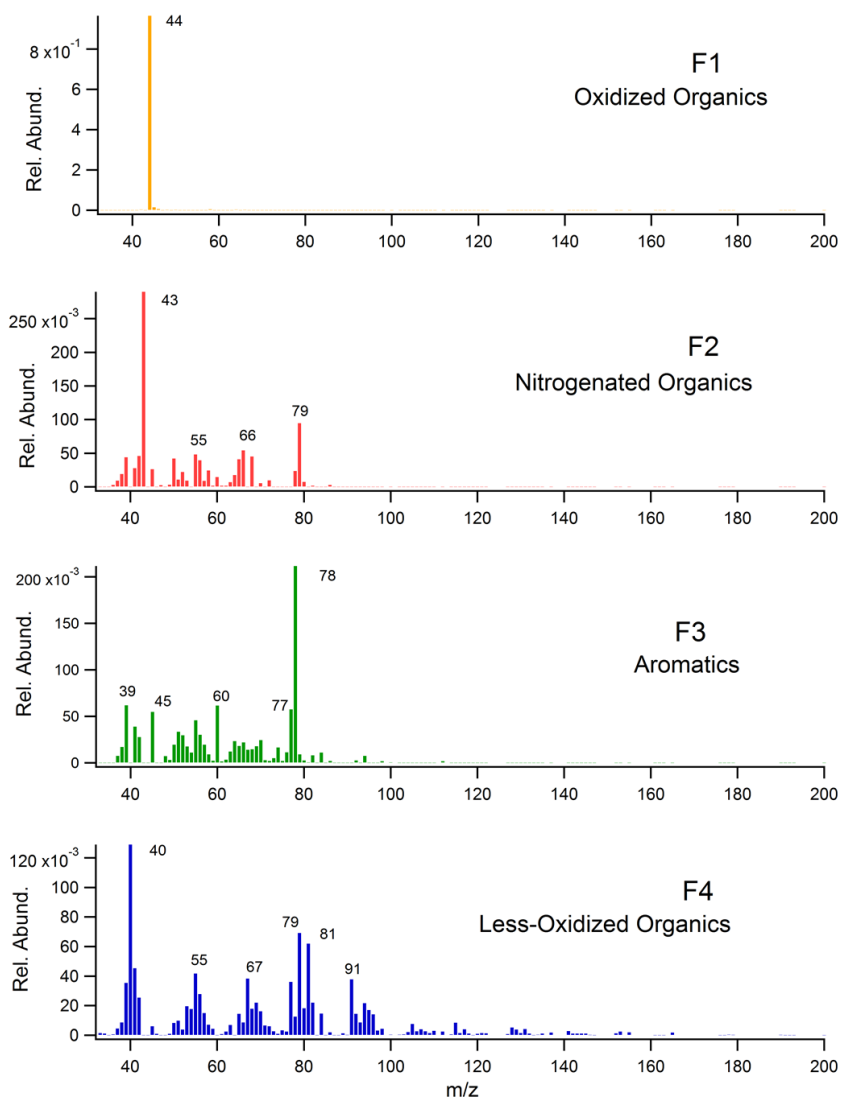 44
8 x10⁻¹
F1
Oxidized Organics
6
4
2
0
Rel. Abund.
40 60 80 100 120 140 160 180 200
43
250 x10⁻³
F2
Nitrogenated Organics
200
150
100
50
0
79
55
66
Rel. Abund.
40 60 80 100 120 140 160 180 200
200 x10⁻³
78
F3
Aromatics
150
100
50
0
39
45
60
77
Rel. Abund.
40 60 80 100 120 140 160 180 200
120 x10⁻³
40
F4
Less-Oxidized Organics
100
80
60
40
20
0
79
81
55
67
91
Rel. Abund.
40 60 80 100 120 140 160 180 200
m/z